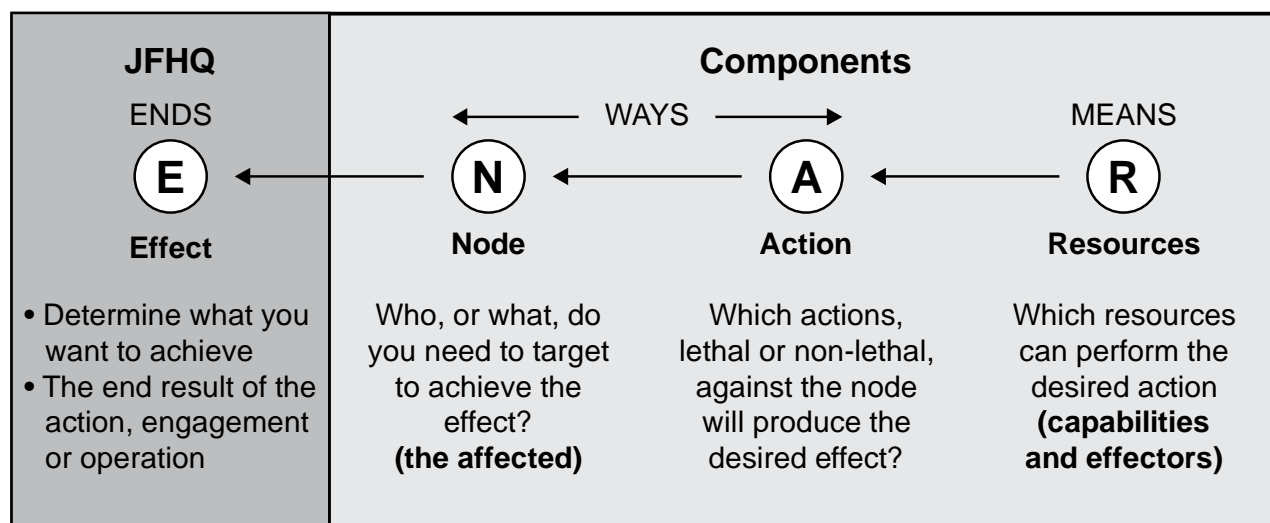 JFHQ
Components
ENDS
WAYS
MEANS
E
N
A
R
Effect
Node
Action
Resources
• Determine what you
want to achieve
• The end result of the
action, engagement
or operation
Who, or what, do
you need to target
to achieve the
effect?
(the affected)
Which actions,
lethal or non-lethal,
against the node
will produce the
desired effect?
Which resources
can perform the
desired action
(capabilities
and effectors)